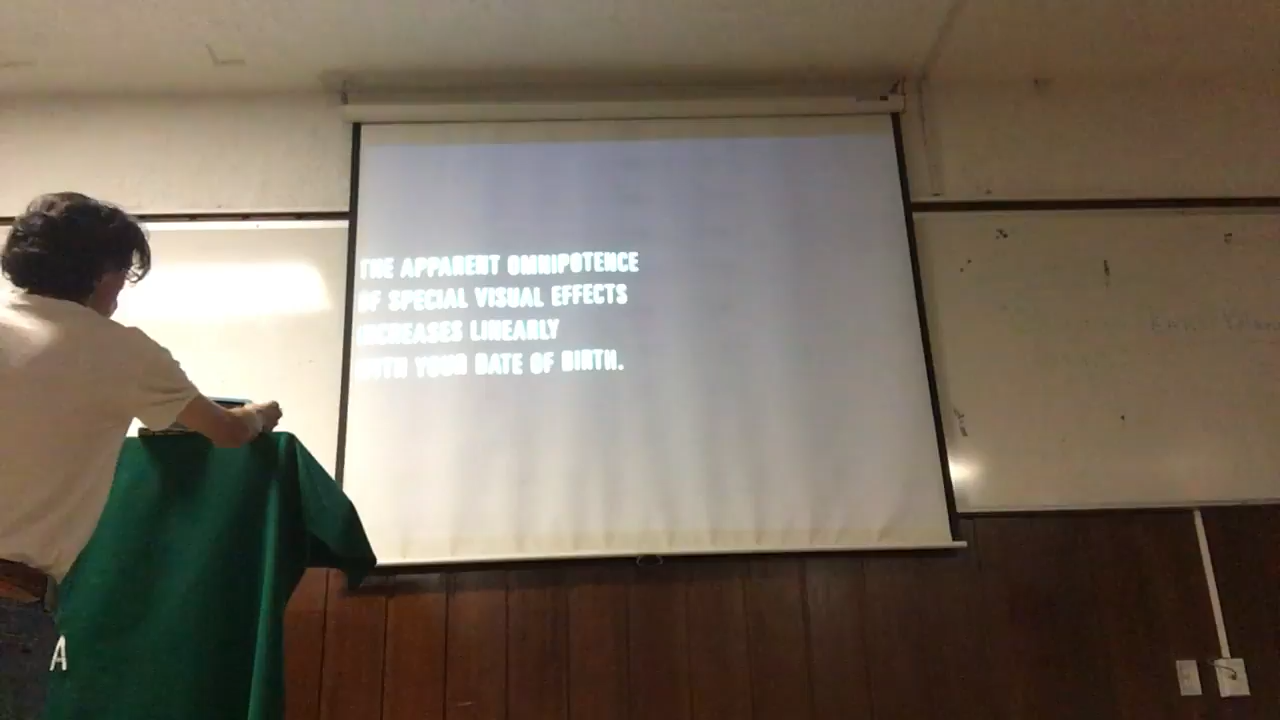 THE APPARENT OMNIPOTENCE
OF SPECIAL VISUAL EFFECTS
INCREASES LINEARLY
WITH YOUR DATE OF BIRTH.
A